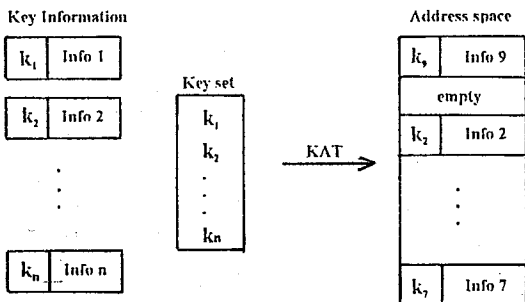 Key Information
k₁ Info 1
k₂ Info 2
kₙ Info n
Key set
k₁
k₂
kₙ
KAT
Address space
k₉ Info 9
empty
k₂ Info 2
k₇ Info 7